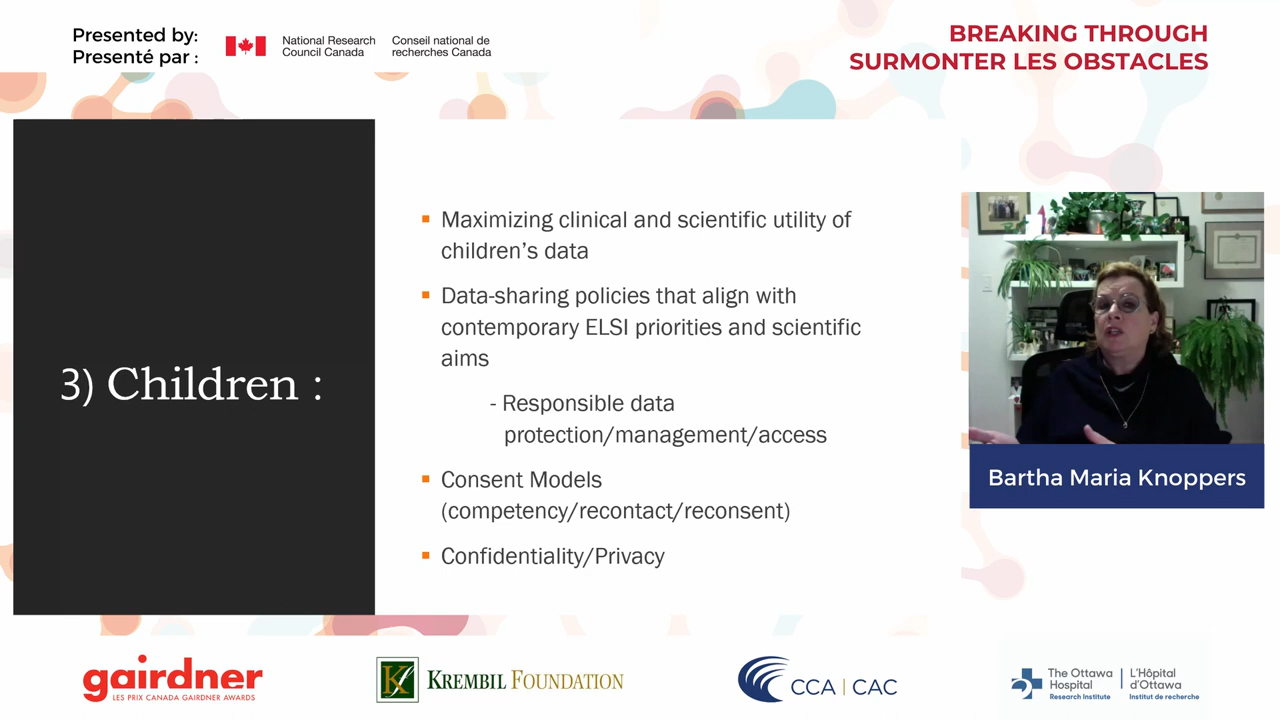 Presented by:
Presenté par :
National Research
Council Canada
Conseil national de
recherches Canada
BREAKING THROUGH
SURMONTER LES OBSTACLES
3) Children :
▪ Maximizing clinical and scientific utility of
children’s data
▪ Data-sharing policies that align with
contemporary ELSI priorities and scientific
aims
- Responsible data
protection/management/access
▪ Consent Models
(competency/recontact/reconsent)
▪ Confidentiality/Privacy
Bartha Maria Knoppers
gairdner
LES PRIX CANADA GAIRDNER AWARDS
KREMBIL FOUNDATION
CCA | CAC
The Ottawa
Hospital
Research Institute
L’Hôpital
d’Ottawa
Institut de recherche